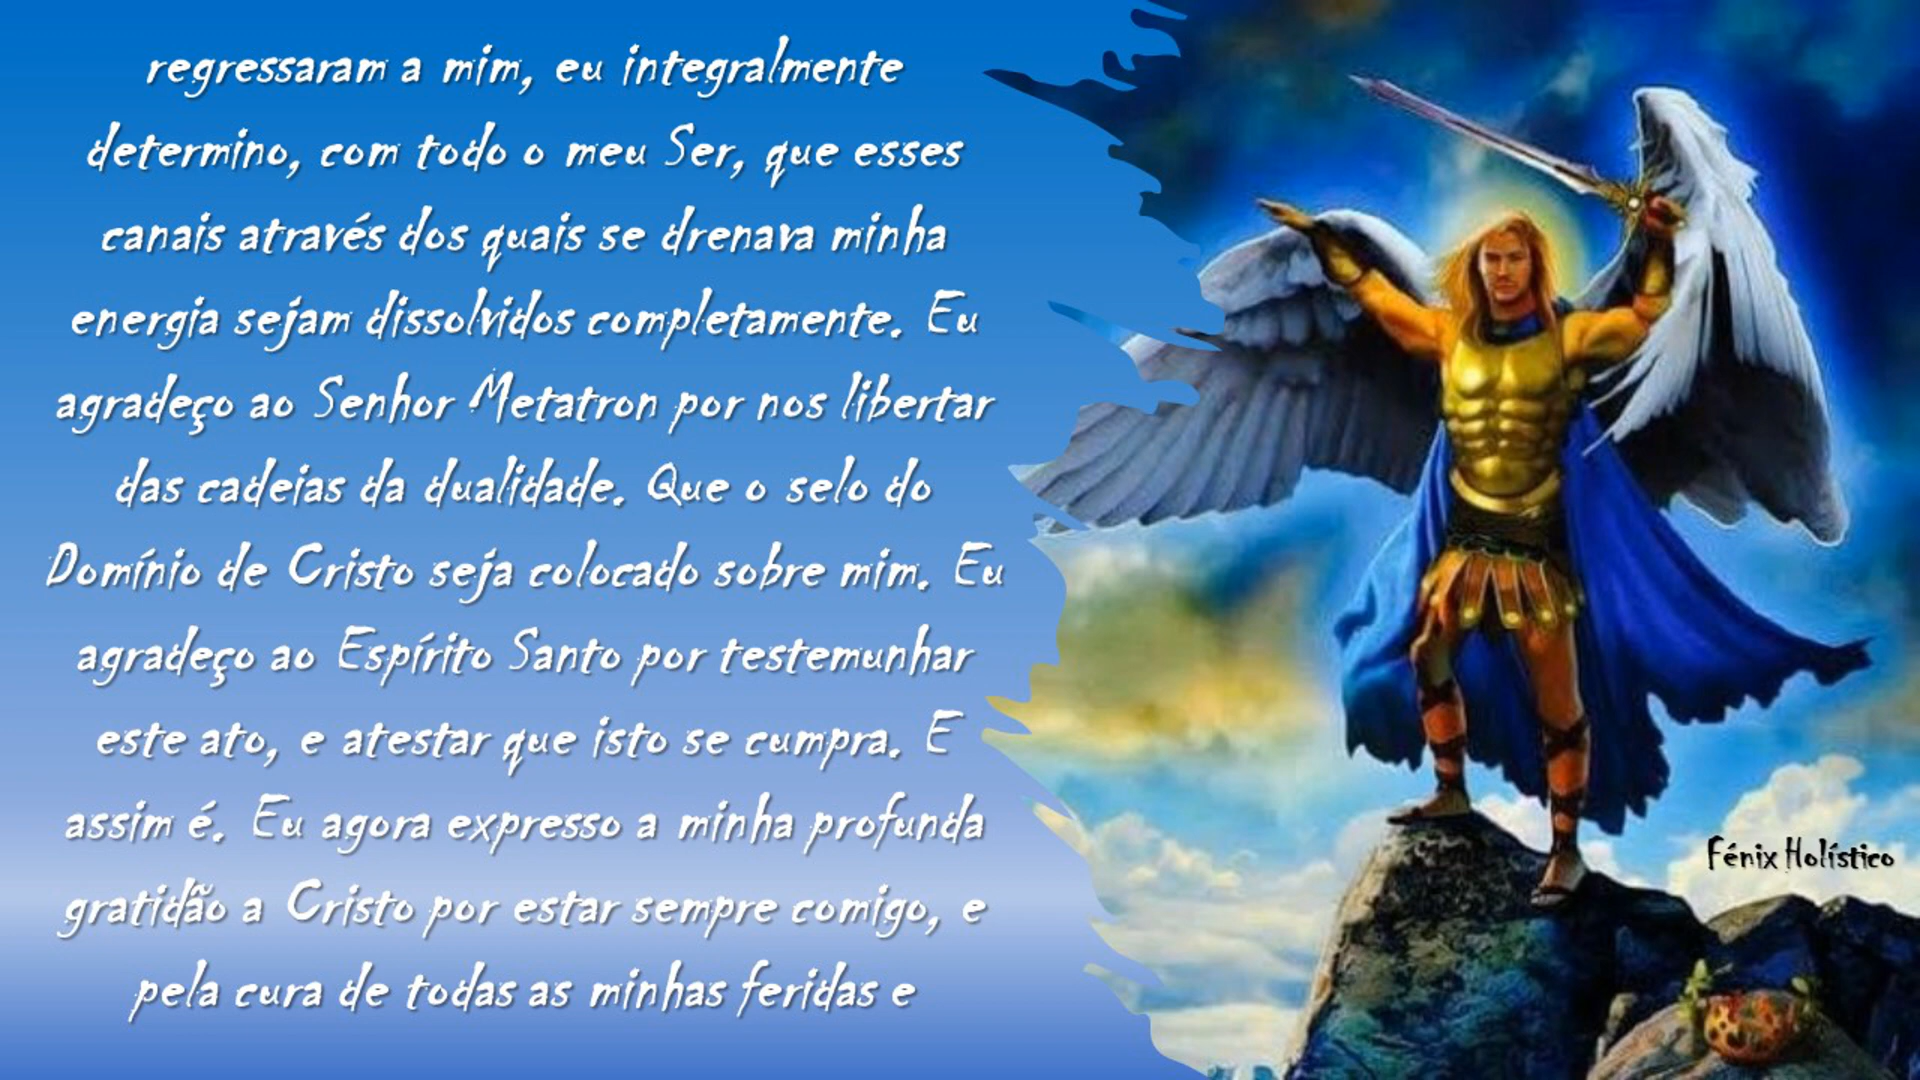 regressaram a mim, eu integralmente
determino, com todo o meu Ser, que esses
canais através dos quais se drenava minha
energia sejam dissolvidos completamente. Eu
agradeço ao Senhor Metatron por nos libertar
das cadeias da dualidade. Que o selo do
Domínio de Cristo seja colocado sobre mim. Eu
agradeço ao Espírito Santo por testemunhar
este ato, e atestar que isto se cumpra. E
assim é. Eu agora expresso a minha profunda
gratidão a Cristo por estar sempre comigo, e
pela cura de todas as minhas feridas e
Fénix Holístico